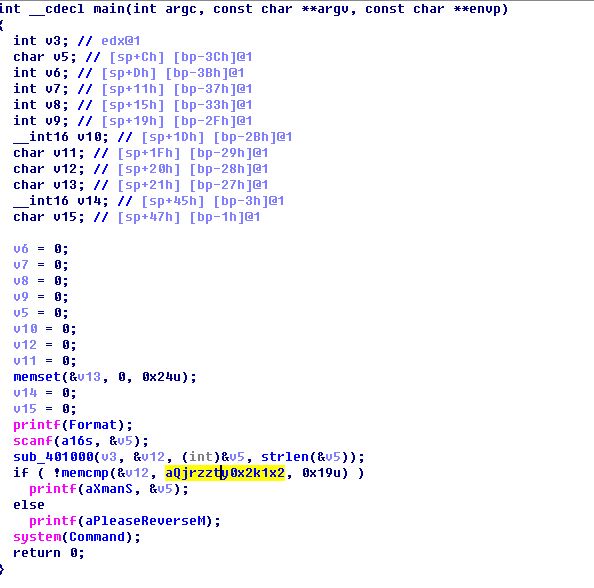 int __cdecl main(int argc, const char **argv, const char **envp)
{
int v3; // edx@1
char v5; // [sp+Ch] [bp-3Ch]@1
int v6; // [sp+Dh] [bp-3Bh]@1
int v7; // [sp+11h] [bp-37h]@1
int v8; // [sp+15h] [bp-33h]@1
int v9; // [sp+19h] [bp-2Fh]@1
__int16 v10; // [sp+1Dh] [bp-2Bh]@1
char v11; // [sp+1Fh] [bp-29h]@1
char v12; // [sp+20h] [bp-28h]@1
char v13; // [sp+21h] [bp-27h]@1
__int16 v14; // [sp+45h] [bp-3h]@1
char v15; // [sp+47h] [bp-1h]@1
v6 = 0;
v7 = 0;
v8 = 0;
v9 = 0;
v5 = 0;
v10 = 0;
v12 = 0;
v11 = 0;
memset(&v13, 0, 0x24u);
v14 = 0;
v15 = 0;
printf(Format);
scanf(a16s, &v5);
sub_401000(v3, &v12, (int)&v5, strlen(&v5));
if ( !memcmp(&v12, aQjrzzty0x2k1x2, 0x19u) )
printf(aXmanS, &v5);
else
printf(aPleaseReverseM);
system(Command);
return 0;
}